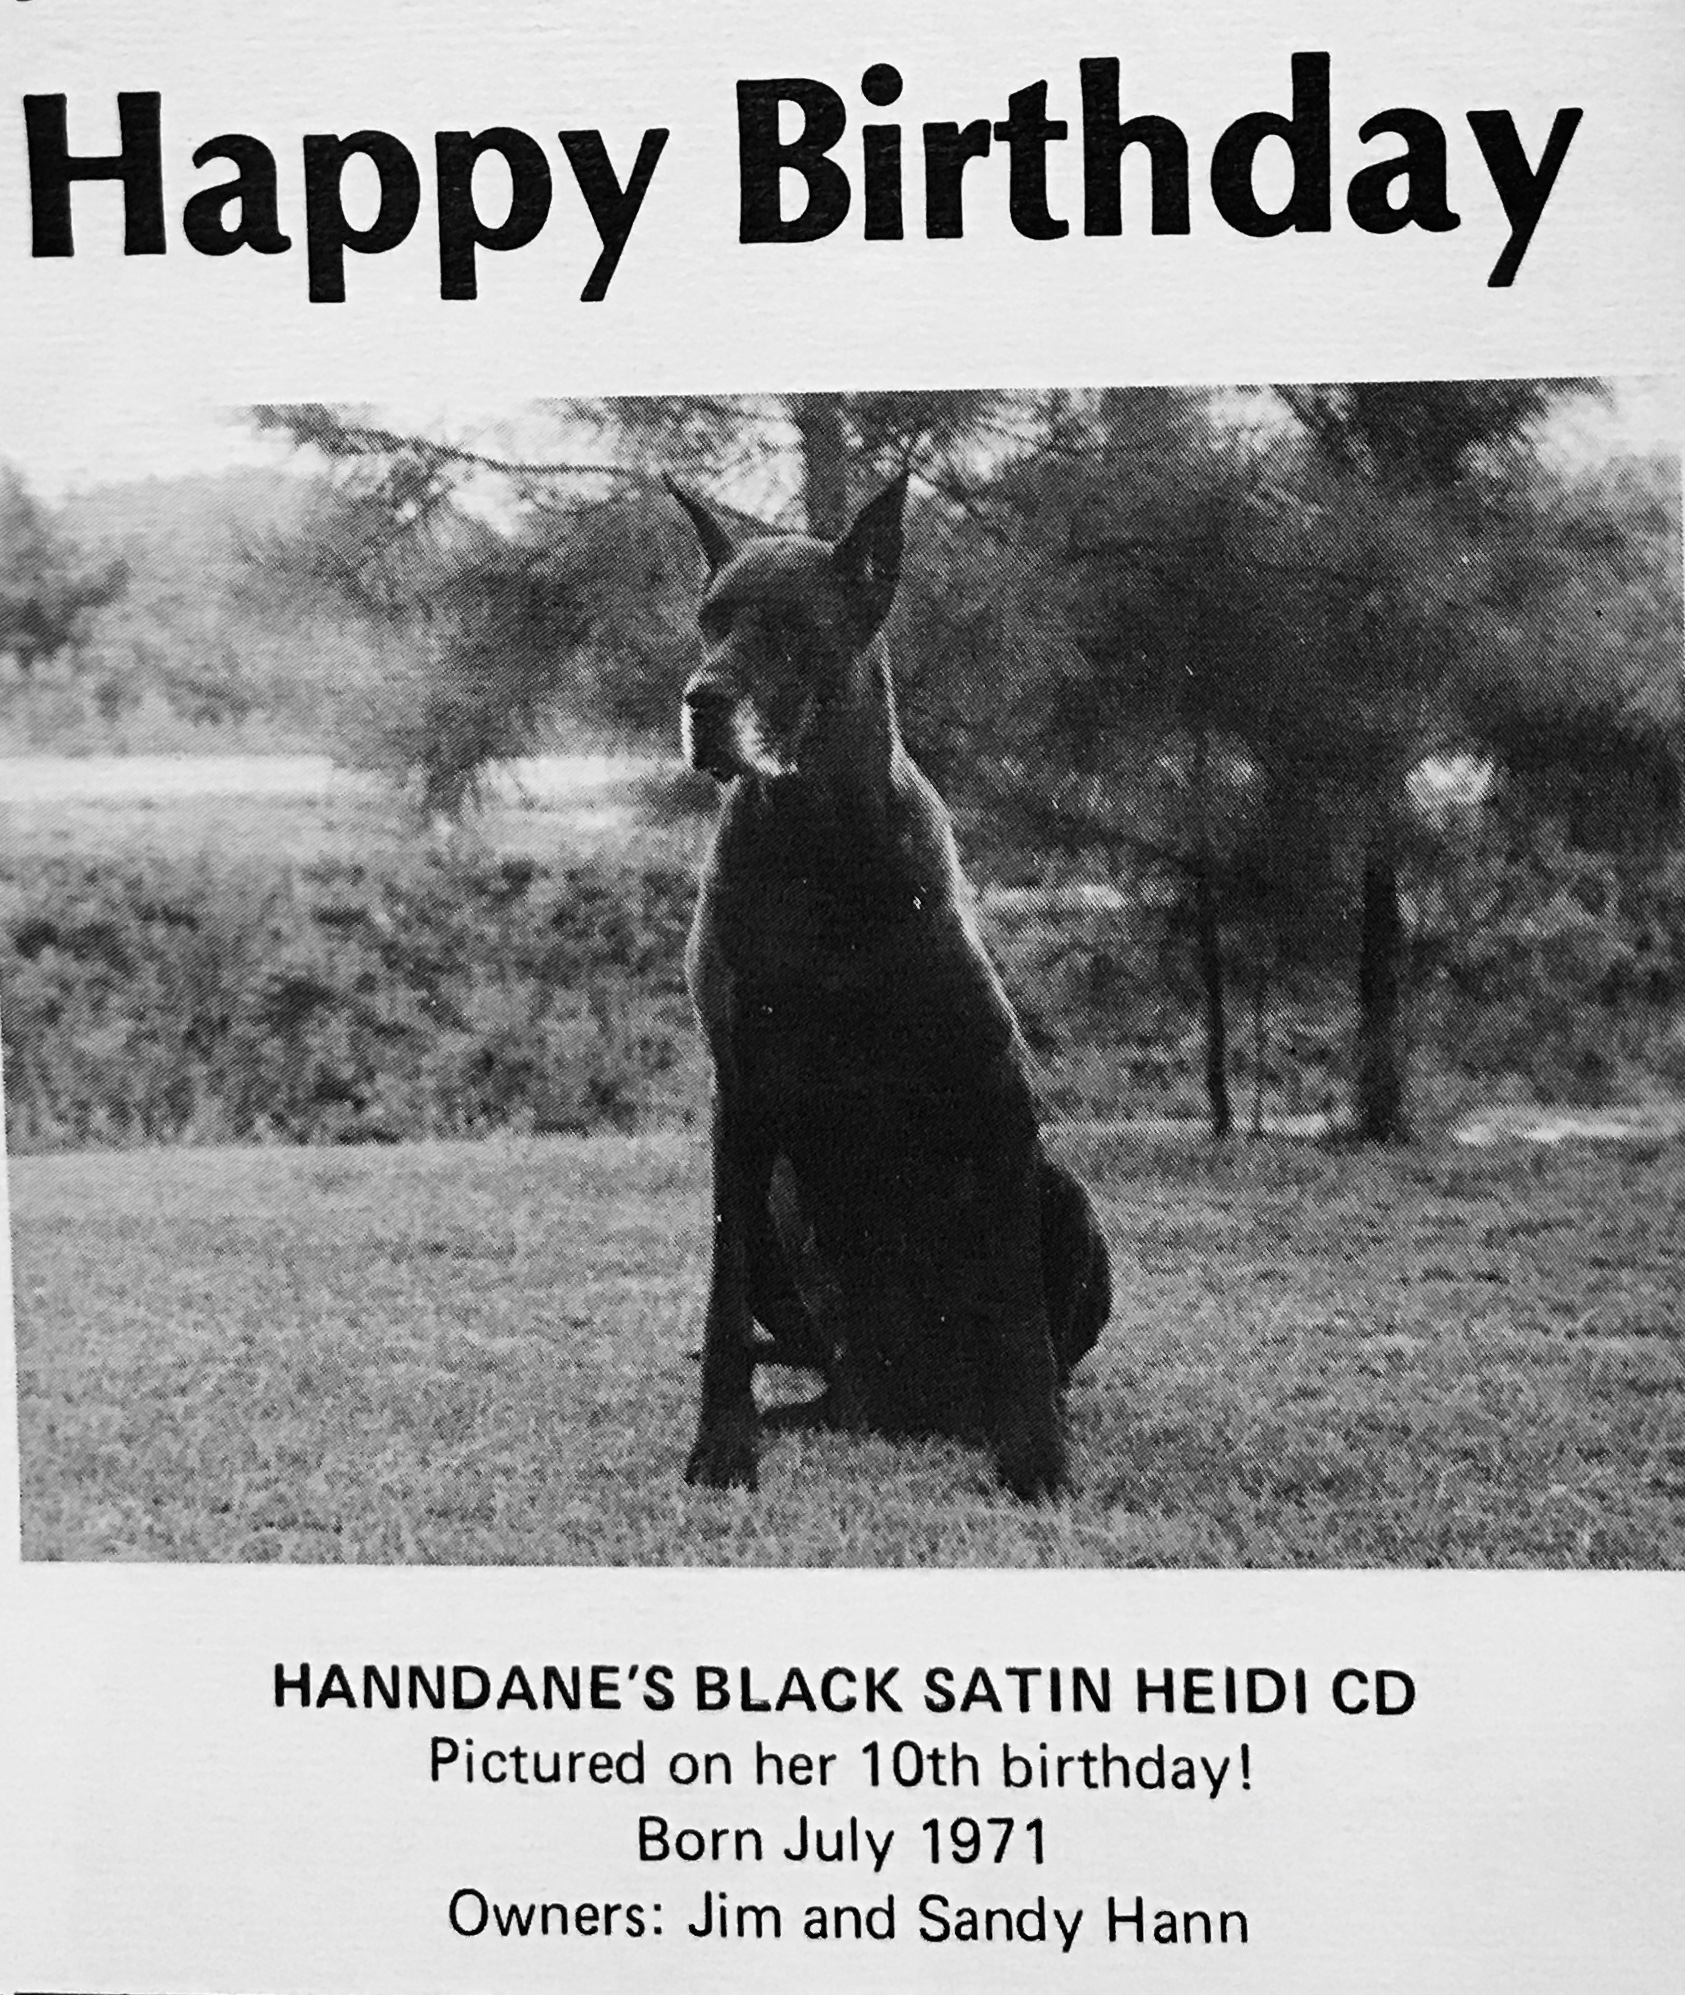 Happy Birthday
HANNDANE'S BLACK SATIN HEIDI CD
Pictured on her 10th birthday!
Born July 1971
Owners: Jim and Sandy Hann